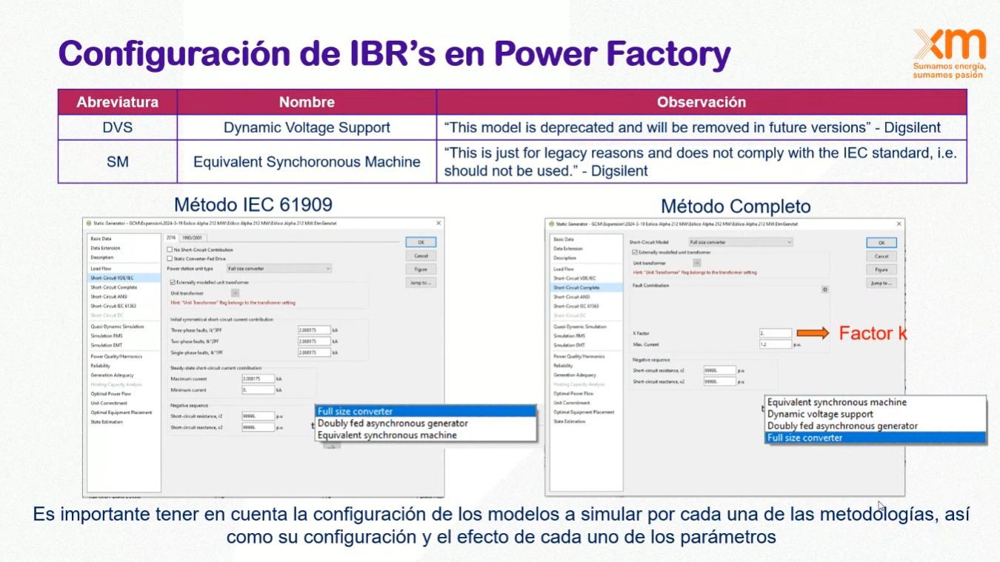 Configuración de IBR's en Power Factory
xm
Sumamos energía,
sumamos pasión
Abreviatura Nombre Observación
DVS Dynamic Voltage Support “This model is deprecated and will be removed in future versions” - Digsilent
SM Equivalent Synchoronous Machine “This is just for legacy reasons and does not comply with the IEC standard, i.e.
should not be used.” - Digsilent
Método IEC 61909
Static Generator - GCM\Expansion\2024-3-19 Eolico Alpha 212 MW\Eólico Alpha 212 MW\Eólico Alpha 212 MW.ElmGenstat
Basic Data
Data Extension
Description
Load Flow
Short-Circuit VDE/IEC
Short-Circuit Complete
Short-Circuit ANSI
Short-Circuit IEC 61363
Short-Circuit DC
Quasi-Dynamic Simulation
Simulation RMS
Simulation EMT
Power Quality/Harmonics
Reliability
Generation Adequacy
Hosting Capacity Analysis
Optimal Power Flow
Unit Commitment
Optimal Equipment Placement
State Estimation
2016 1990/2001
No Short-Circuit Contribution
Static Converter-Fed Drive
Power station unit type Full size converter
Externally modelled unit transformer
Unit transformer
Hint: "Unit Transformer" flag belongs to the transformer setting
Initial symmetrical short-circuit current contribution
Three-phase faults, Ik"3PF 2.008175 kA
Two-phase faults, Ik"2PF 2.008175 kA
Single-phase faults, Ik"1PF 2.008175 kA
Steady-state short-circuit current contribution
Maximum current 2.008175 kA
Minimum current 0. kA
Negative sequence
Short-circuit resistance, r2 99999. p.u
Short-circuit reactance, x2 99999. p.u
OK
Cancel
Figure
Jump to ...
Full size converter
Doubly fed asynchronous generator
Equivalent synchronous machine
Método Completo
Static Generator - GCM\Expansion\2024-3-19 Eolico Alpha 212 MW\Eólico Alpha 212 MW\Eólico Alpha 212 MW.ElmGenstat
Basic Data
Data Extension
Description
Load Flow
Short-Circuit VDE/IEC
Short-Circuit Complete
Short-Circuit ANSI
Short-Circuit IEC 61363
Short-Circuit DC
Quasi-Dynamic Simulation
Simulation RMS
Simulation EMT
Power Quality/Harmonics
Reliability
Generation Adequacy
Hosting Capacity Analysis
Optimal Power Flow
Unit Commitment
Optimal Equipment Placement
State Estimation
Short-Circuit Model Full size converter
Externally modelled unit transformer
Unit transformer
Hint: "Unit Transformer" flag belongs to the transformer setting
Fault Contribution
K Factor 2.
Max. Current 1.2 p.u.
Negative sequence
Short-circuit resistance, r2 99999. p.u
Short-circuit reactance, x2 99999. p.u
OK
Cancel
Figure
Jump to ...
Factor k
Equivalent synchronous machine
Dynamic voltage support
Doubly fed asynchronous generator
Full size converter
Es importante tener en cuenta la configuración de los modelos a simular por cada una de las metodologías, así
como su configuración y el efecto de cada uno de los parámetros